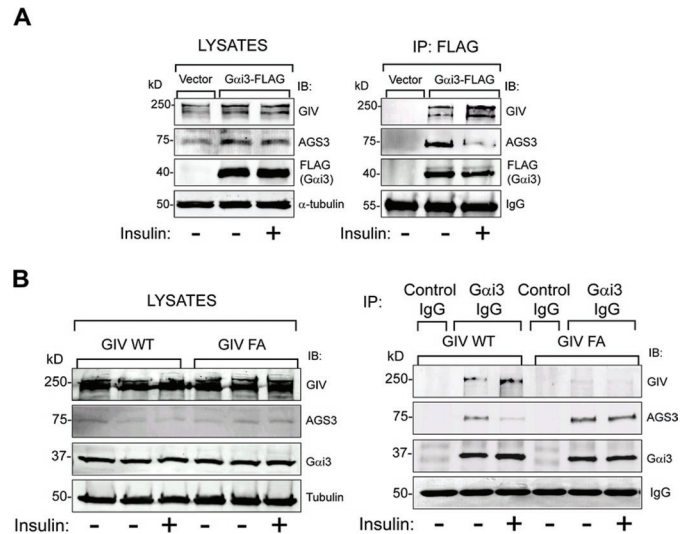 A
LYSATES
kD
Vector
Gαi3-FLAG
IB:
250-
GIV
75-
AGS3
40-
FLAG
(Gαi3)
50-
α-tubulin
Insulin: - - +
IP: FLAG
kD
Vector
Gαi3-FLAG
IB:
250-
GIV
75-
AGS3
40-
FLAG
(Gαi3)
55-
IgG
Insulin: - - +
B
LYSATES
GIV WT
GIV FA
kD
IB:
250-
GIV
75-
AGS3
37-
Gαi3
50-
Tubulin
Insulin: - - + - - +
IP:
Control
IgG
Gαi3
IgG
Control
IgG
Gαi3
IgG
GIV WT
GIV FA
kD
IB:
250-
GIV
75-
AGS3
37-
Gαi3
50-
IgG
Insulin: - - + - - +